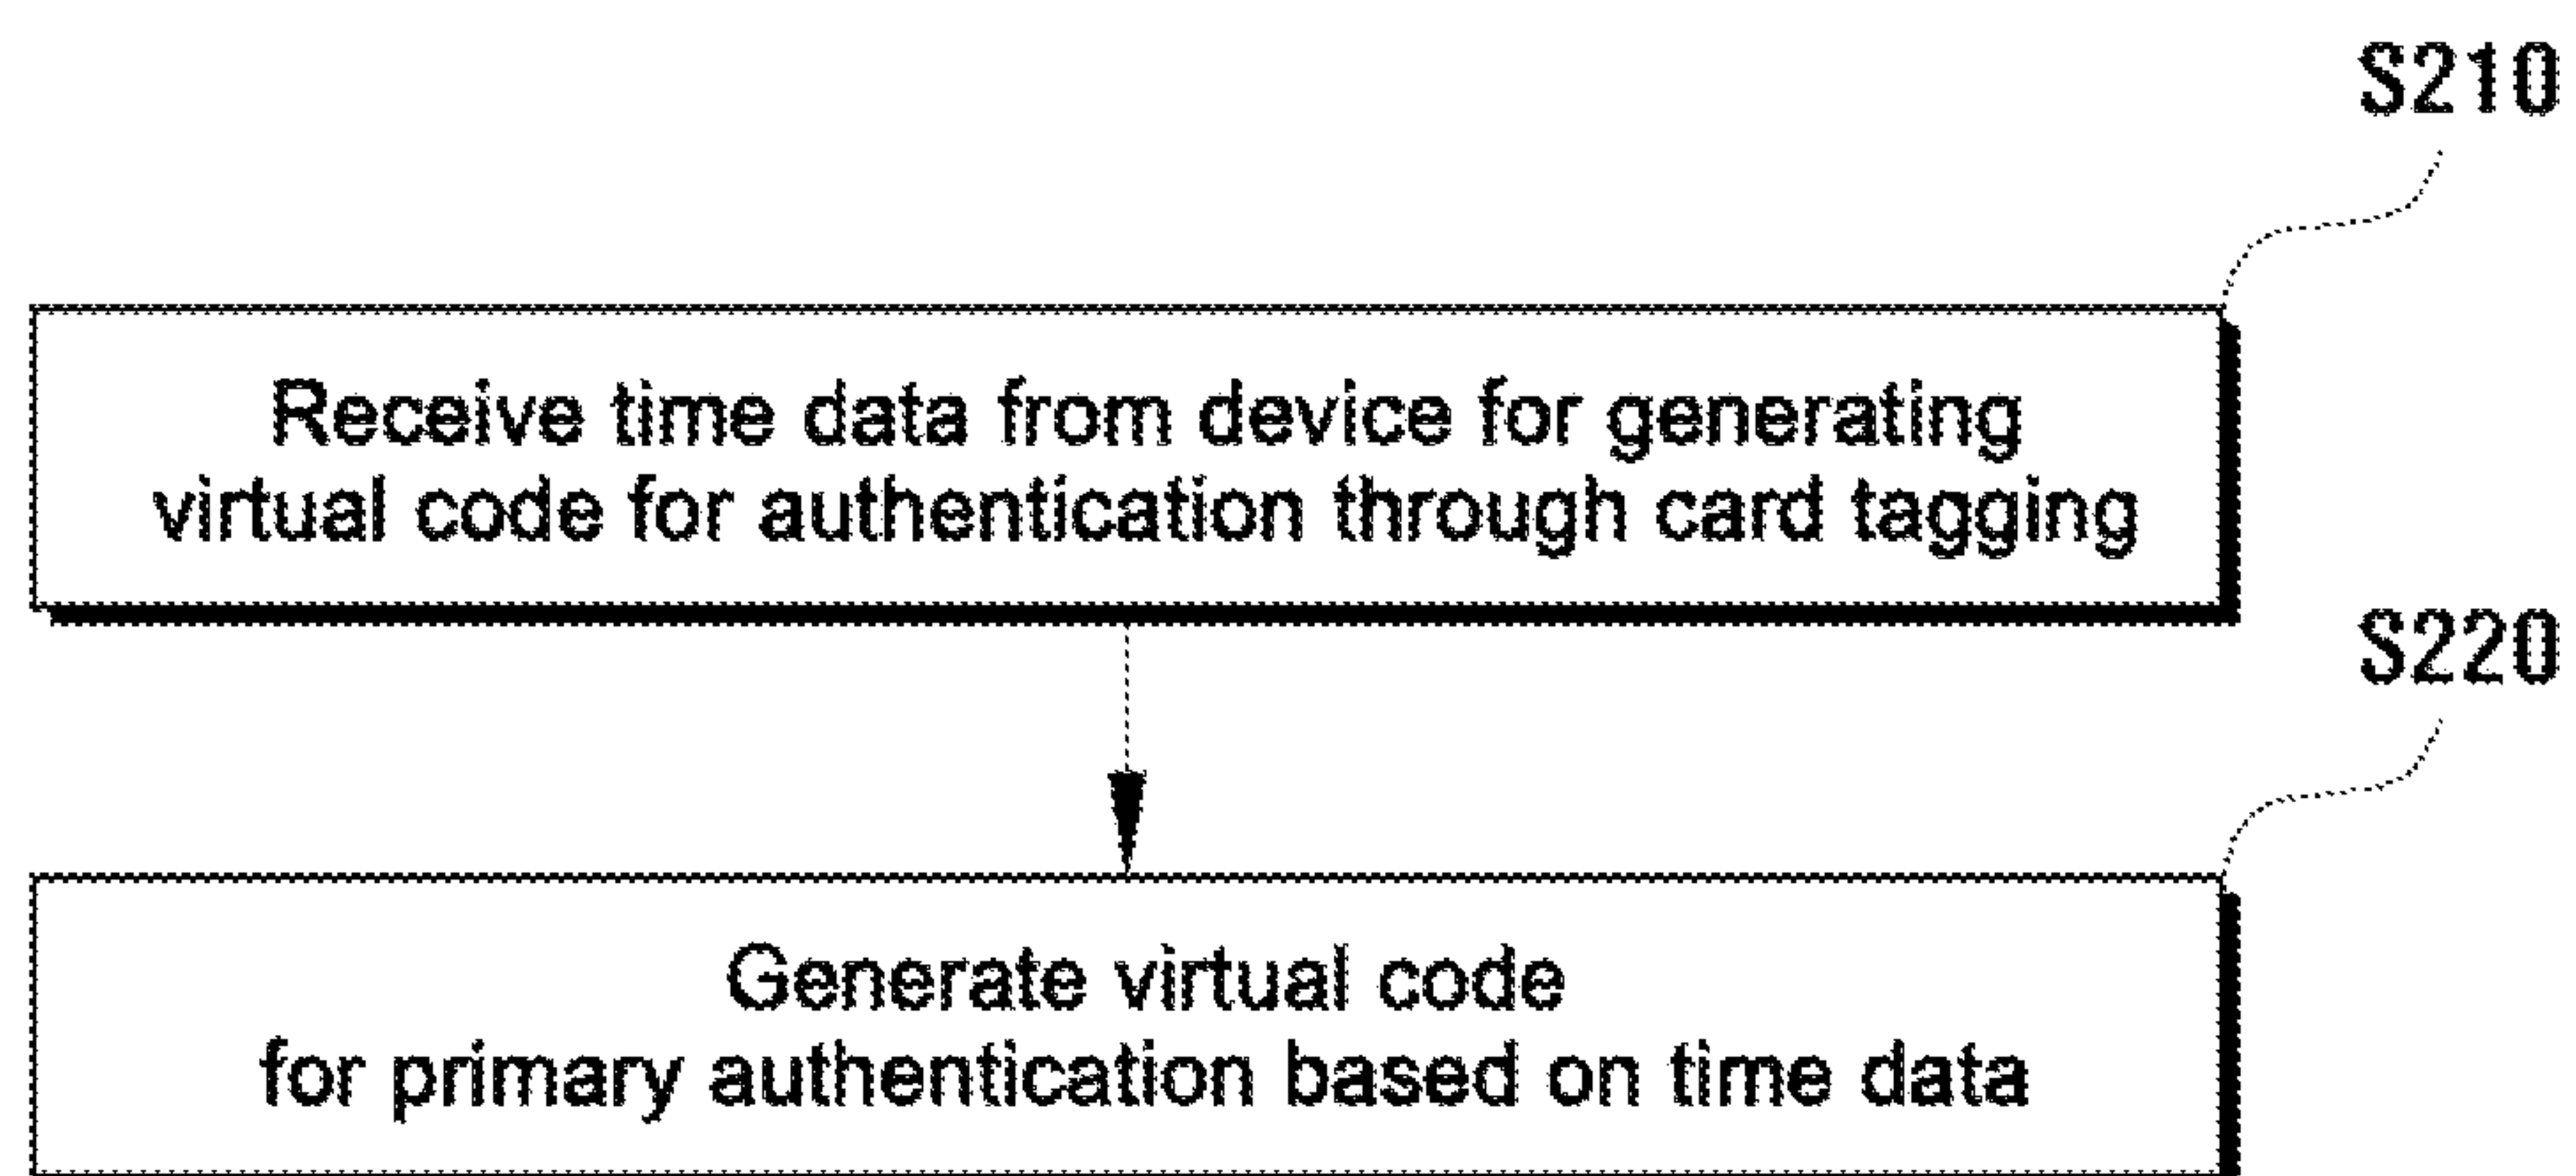 S210
Receive time data from device for generating
virtual code for authentication through card tagging
S220
Generate virtual code
for primary authentication based on time data